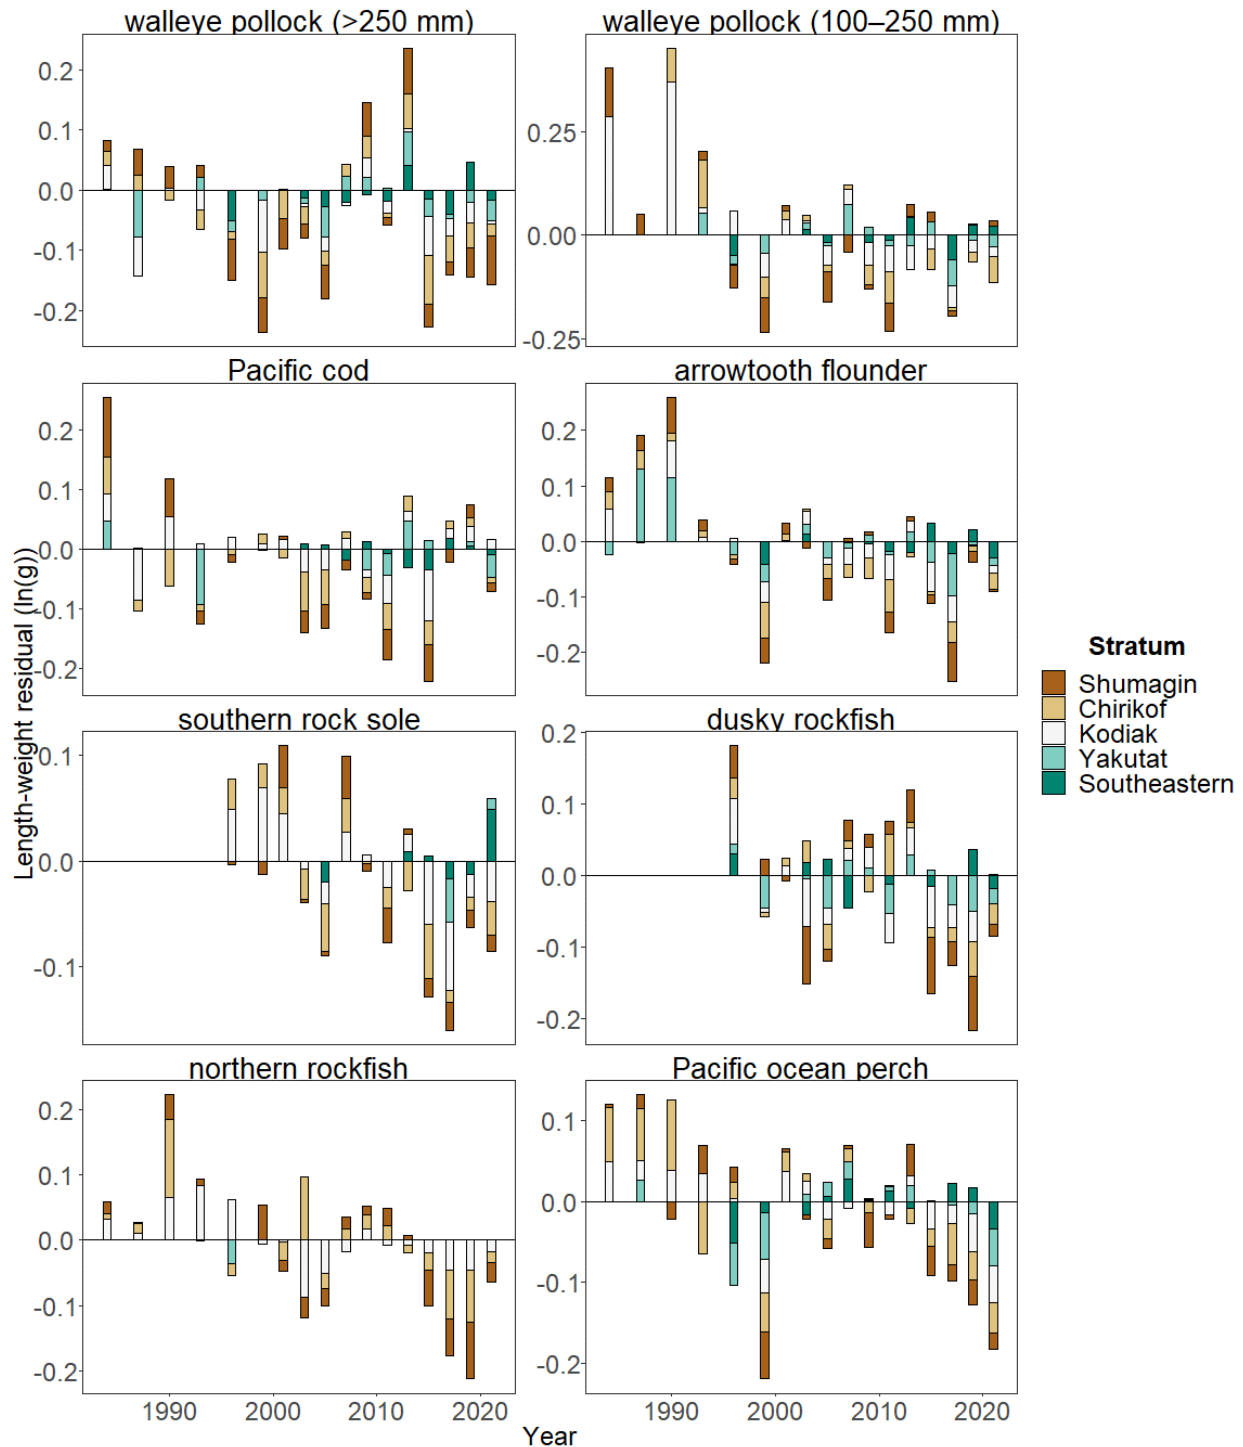 walleye pollock (>250 mm) walleye pollock (100–250 mm)
0.2
0.1
0.0
-0.1
-0.2
0.25
0.00
-0.25
Pacific cod arrowtooth flounder
0.2
0.1
0.0
-0.1
-0.2
0.2
0.1
0.0
-0.1
-0.2
southern rock sole dusky rockfish
0.1
0.0
-0.1
0.2
0.1
0.0
-0.1
-0.2
northern rockfish Pacific ocean perch
0.2
0.1
0.0
-0.1
-0.2
0.1
0.0
-0.1
-0.2
1990 2000 2010 2020 1990 2000 2010 2020
Year
Length-weight residual (ln(g))
Stratum
Shumagin
Chirikof
Kodiak
Yakutat
Southeastern